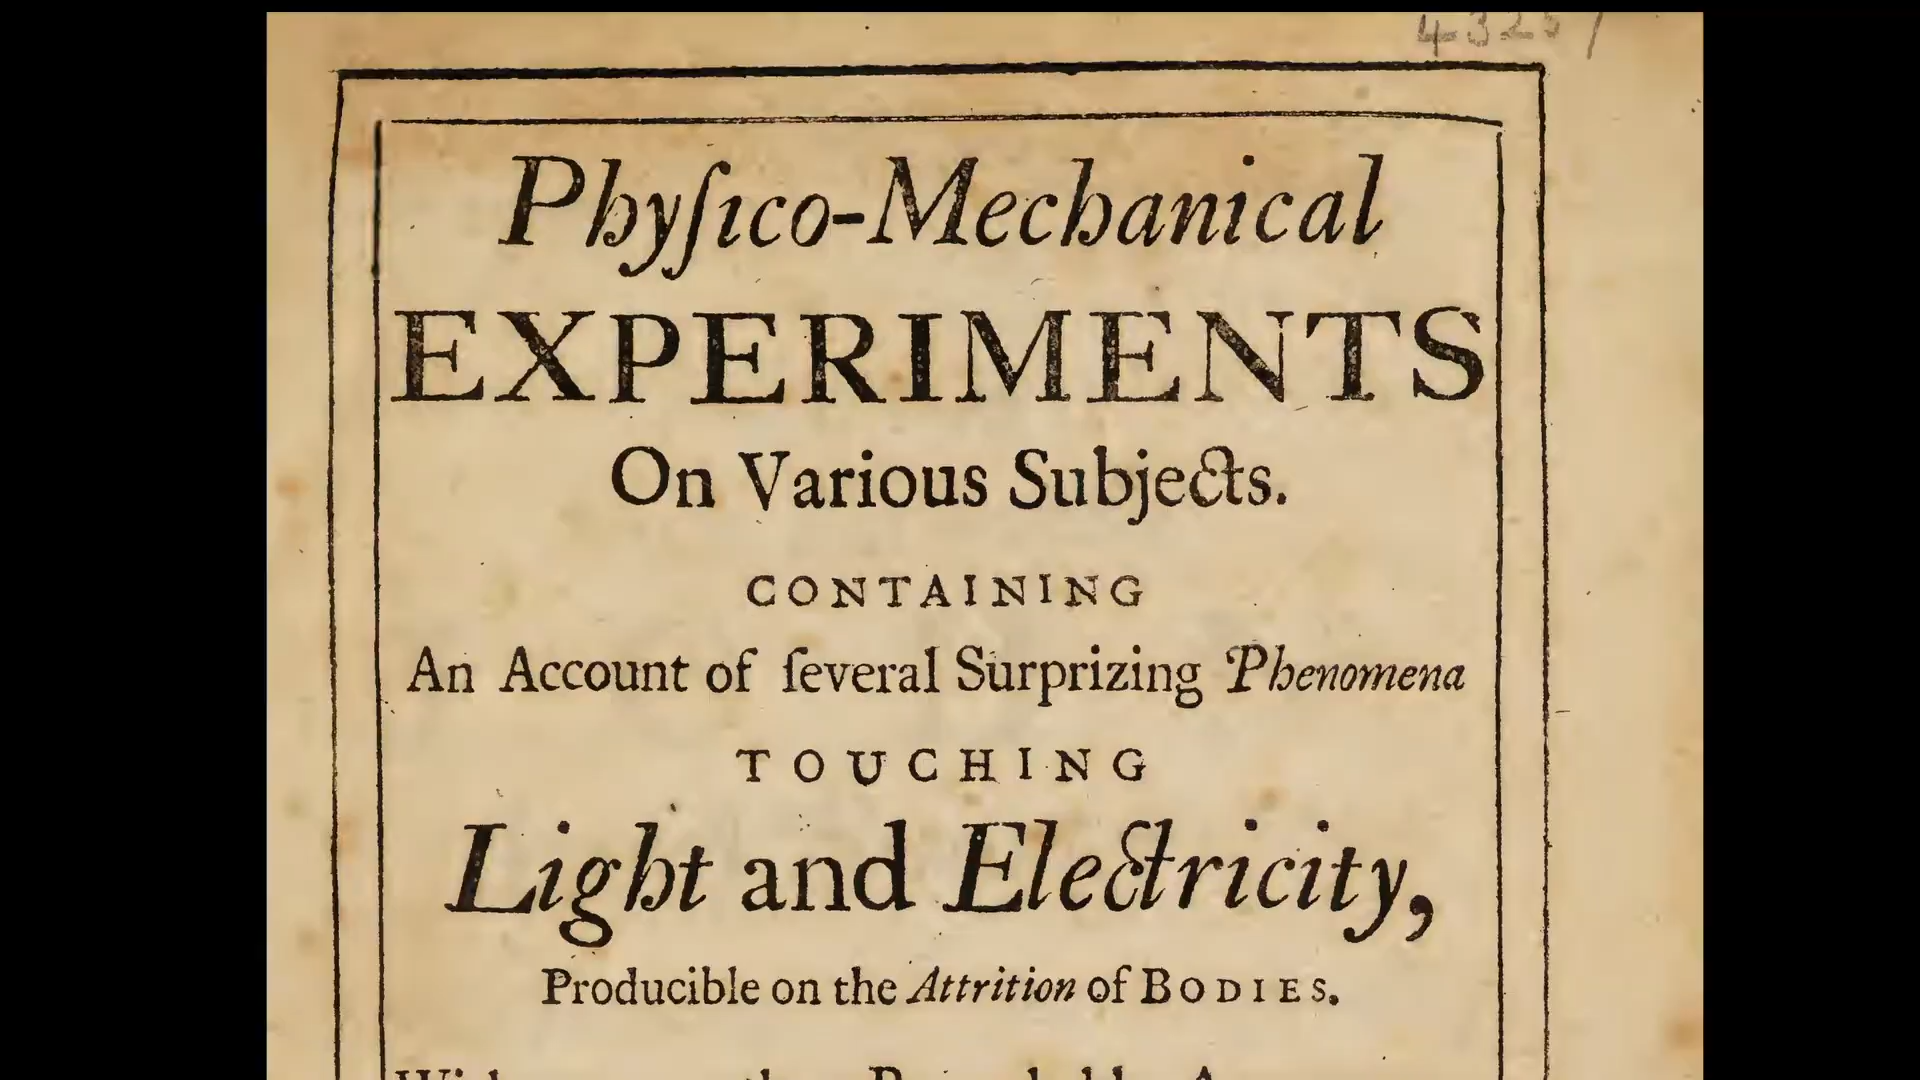 4325
Phyſico-Mechanical
EXPERIMENTS
On Various Subjects.
CONTAINING
An Account of ſeveral Surprizing Phenomena
TOUCHING
Light and Electricity,
Producible on the Attrition of BODIES.